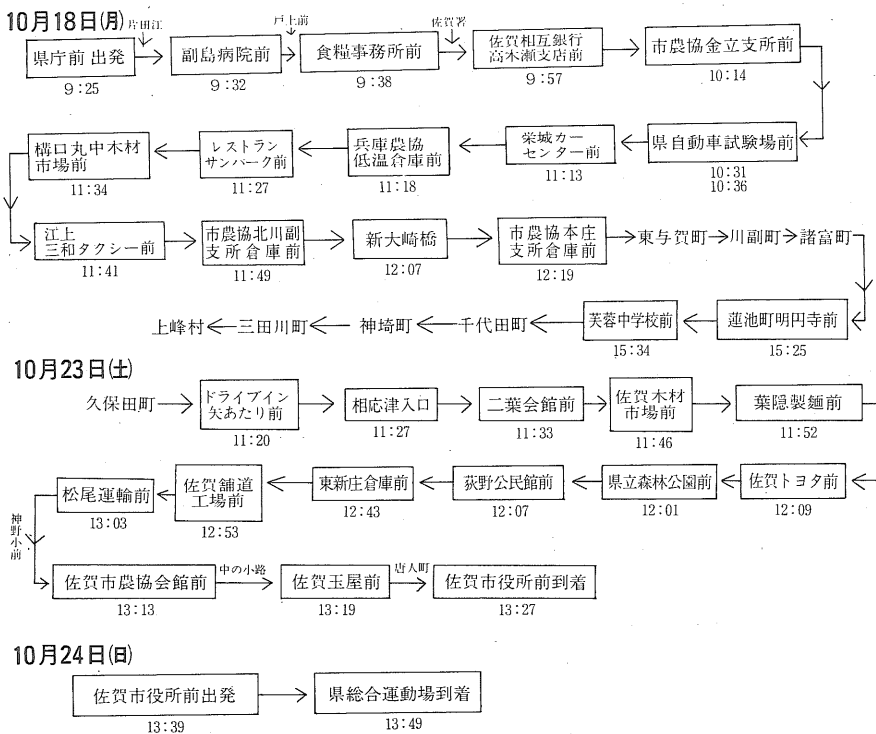 10月18日(月)
片田江
戸上前
佐賀署
県庁前 出発
9:25
副島病院前
9:32
食糧事務所前
9:38
佐賀相互銀行
高木瀬支店前
9:57
市農協金立支所前
10:14
県自動車試験場前
10:31
10:36
栄城カー
センター前
11:13
兵庫農協
低温倉庫前
11:18
レストラン
サンバーク前
11:27
構口丸中木材
市場前
11:34
江上
三和タクシー前
11:41
市農協北川副
支所倉庫前
11:49
新大崎橋
12:07
市農協本庄
支所倉庫前
12:19
東与賀町
川副町
諸富町
蓮池町明円寺前
15:25
芙蓉中学校前
15:34
千代田町
神埼町
三田川町
上峰村
10月23日(土)
久保田町
ドライブイン
矢あたり前
11:20
相応津入口
11:27
二葉会館前
11:33
佐賀木材
市場前
11:46
葉隠製麺前
11:52
佐賀トヨタ前
12:09
県立森林公園前
12:01
荻野公民館前
12:07
東新庄倉庫前
12:43
佐賀舗道
工場前
12:53
松尾運輸前
13:03
神野小前
佐賀市農協会館前
13:13
中の小路
佐賀玉屋前
13:19
唐人町
佐賀市役所前到着
13:27
10月24日(日)
佐賀市役所前出発
13:39
県総合運動場到着
13:49